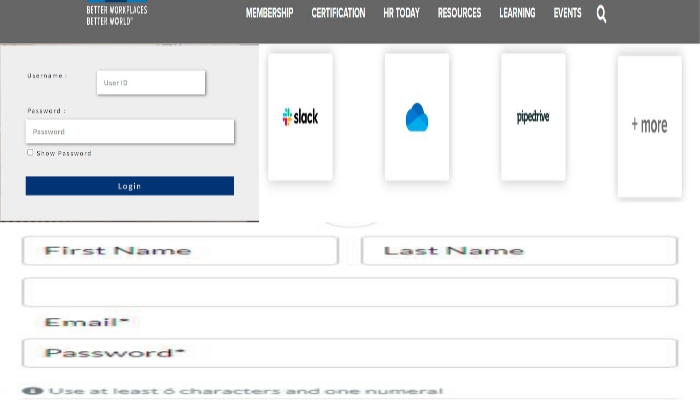 BETTER WORKPLACES
BETTER WORLD™
MEMBERSHIP CERTIFICATION HR TODAY RESOURCES LEARNING EVENTS
Username :
User ID
Password :
Password
Show Password
Login
slack
pipedrive
+ more
First Name
Last Name
Email*
Password*
Use at least 6 characters and one numeral